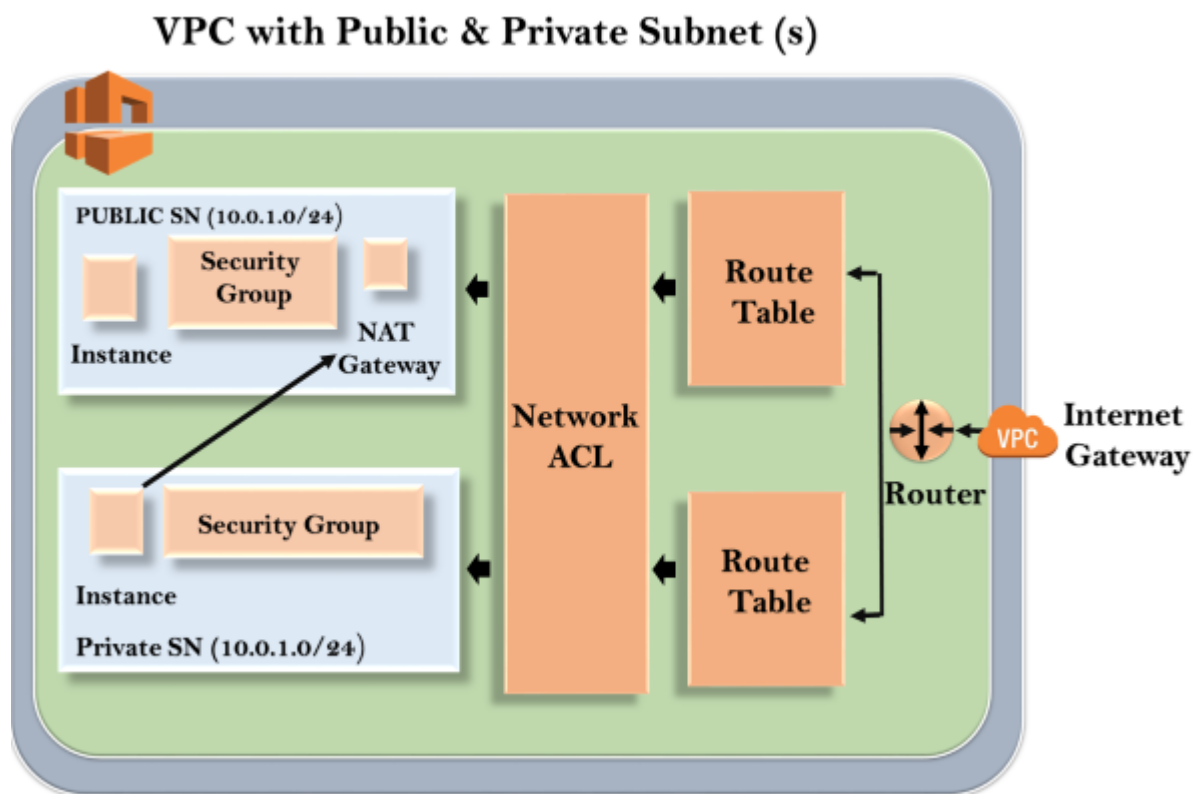 VPC with Public & Private Subnet (s)
PUBLIC SN (10.0.1.0/24)
Security
Group
Instance
NAT
Gateway
Security Group
Instance
Private SN (10.0.1.0/24)
Network
ACL
Route
Table
Route
Table
Router
VPC
Internet
Gateway